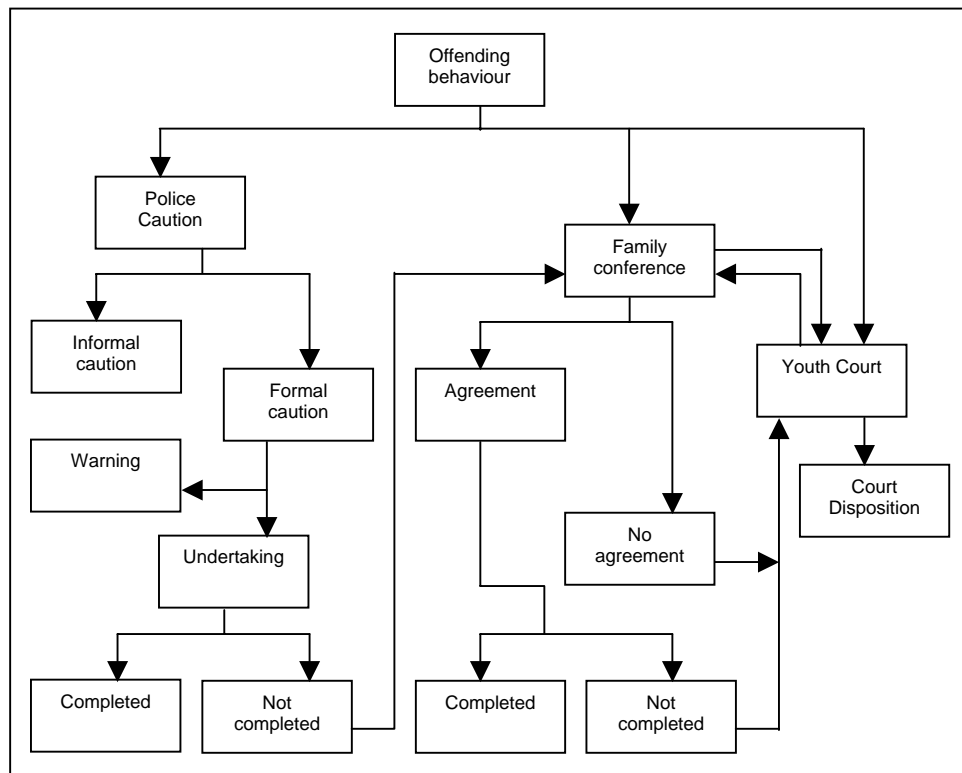 Offending
behaviour
Police
Caution
Family
conference
Informal
caution
Youth Court
Formal
caution
Agreement
Warning
Court
Disposition
No
agreement
Undertaking
Completed
Not
completed
Completed
Not
completed